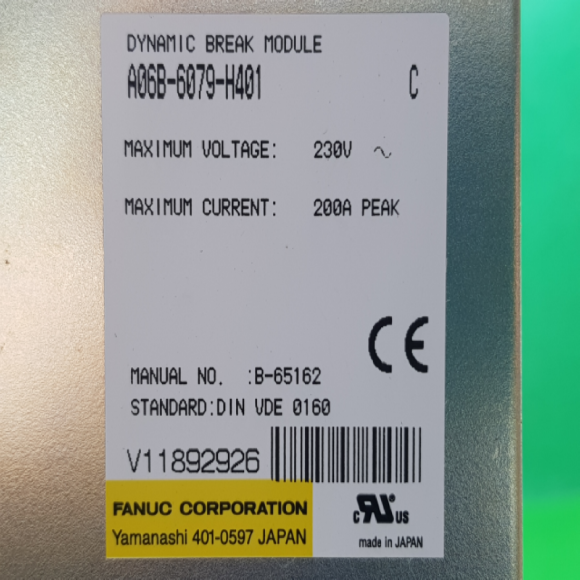 DYNAMIC BREAK MODULE
A06B-6079-H401 C
MAXIMUM VOLTAGE: 230V ~
MAXIMUM CURRENT: 200A PEAK
CE
MANUAL NO. :B-65162
STANDARD:DIN VDE 0160
V11892926
FANUC CORPORATION
Yamanashi 401-0597 JAPAN
c RU US
made in JAPAN